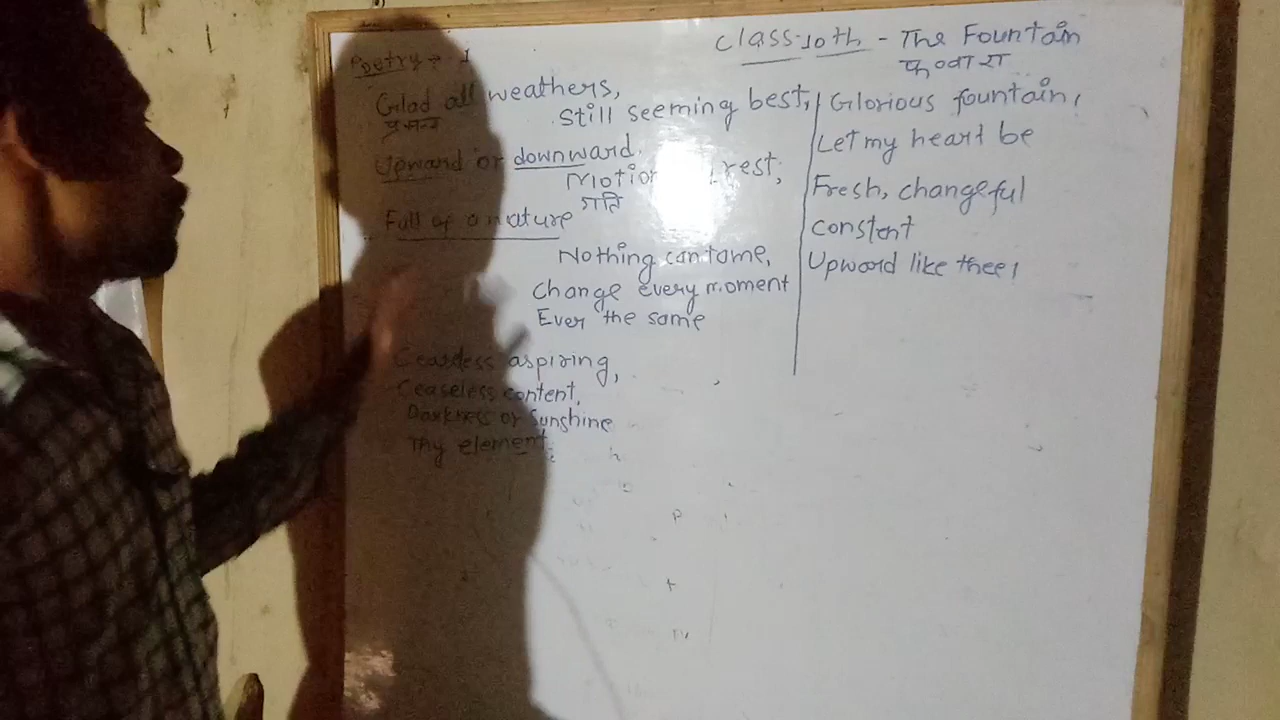 Class-10th - The Fountain
फव्वारा
Poetry - 1
Glad all weathers,
प्रसन्न
Still seeming best,
Upward or downward.
Motion rest;
गति
Full of a nature
Nothing can tame,
Change every moment
Ever the same
Ceaseless aspiring,
Ceaseless content,
Darkness or Sunshine
Thy element;
Glorious fountain,
Let my heart be
Fresh, changeful
constent
Upword like thee,